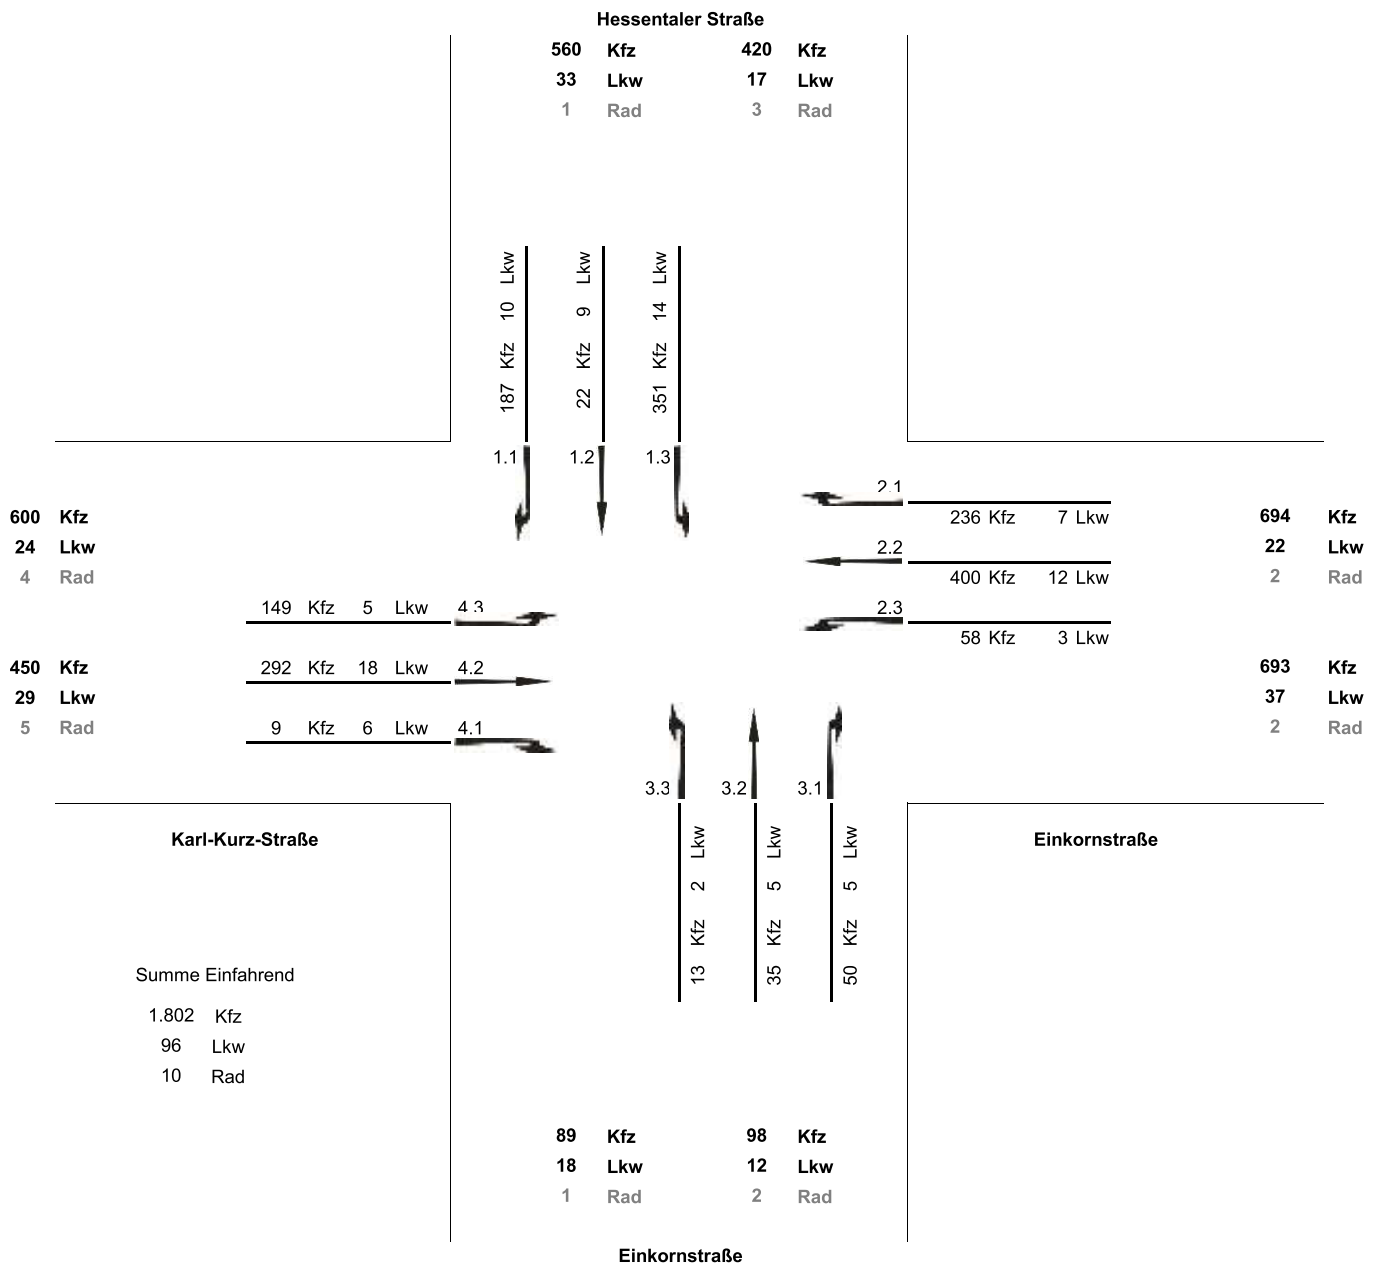 Hessentaler Straße
560 Kfz 420 Kfz
33 Lkw 17 Lkw
1 Rad 3 Rad
187 Kfz 10 Lkw
22 Kfz 9 Lkw
351 Kfz 14 Lkw
1.1 1.2 1.3
2.1
236 Kfz 7 Lkw
2.2
400 Kfz 12 Lkw
2.3
58 Kfz 3 Lkw
600 Kfz
24 Lkw
4 Rad
694 Kfz
22 Lkw
2 Rad
149 Kfz 5 Lkw 4.3
292 Kfz 18 Lkw 4.2
9 Kfz 6 Lkw 4.1
450 Kfz
29 Lkw
5 Rad
693 Kfz
37 Lkw
2 Rad
3.3 3.2 3.1
13 Kfz 2 Lkw
35 Kfz 5 Lkw
50 Kfz 5 Lkw
Karl-Kurz-Straße
Einkornstraße
Summe Einfahrend
1.802 Kfz
96 Lkw
10 Rad
89 Kfz 98 Kfz
18 Lkw 12 Lkw
1 Rad 2 Rad
Einkornstraße